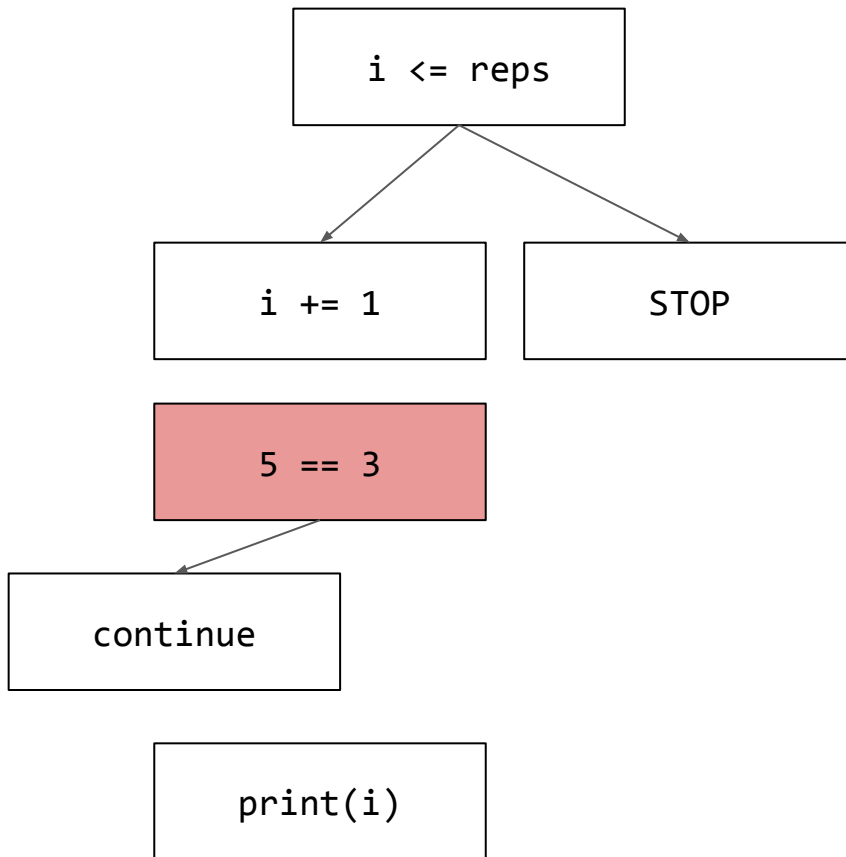 i <= reps
i += 1
STOP
5 == 3
continue
print(i)